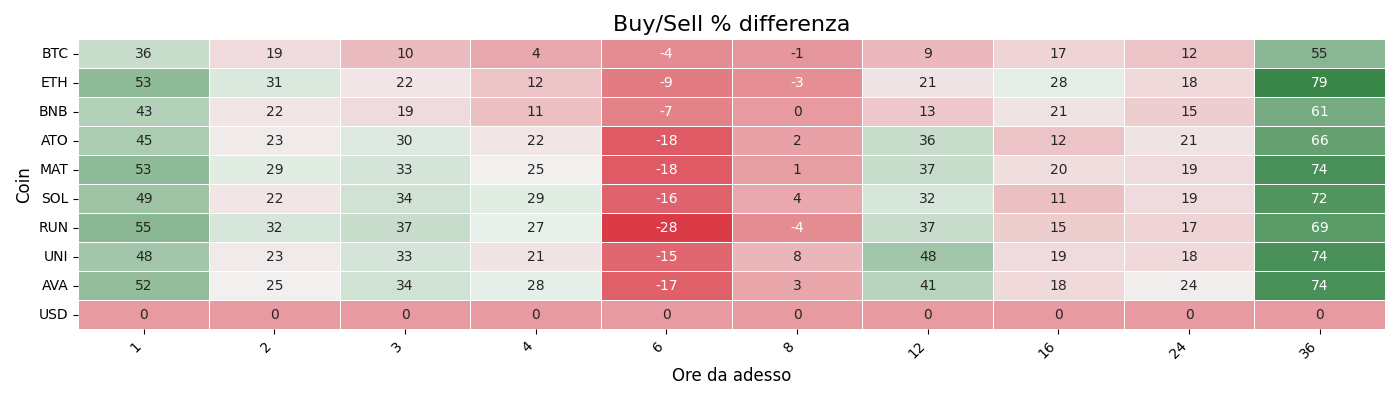 Buy/Sell % differenza
Coin
BTC 36 19 10 4 -4 -1 9 17 12 55
ETH 53 31 22 12 -9 -3 21 28 18 79
BNB 43 22 19 11 -7 0 13 21 15 61
ATO 45 23 30 22 -18 2 36 12 21 66
MAT 53 29 33 25 -18 1 37 20 19 74
SOL 49 22 34 29 -16 4 32 11 19 72
RUN 55 32 37 27 -28 -4 37 15 17 69
UNI 48 23 33 21 -15 8 48 19 18 74
AVA 52 25 34 28 -17 3 41 18 24 74
USD 0 0 0 0 0 0 0 0 0 0
1 2 3 4 6 8 12 16 24 36
Ore da adesso